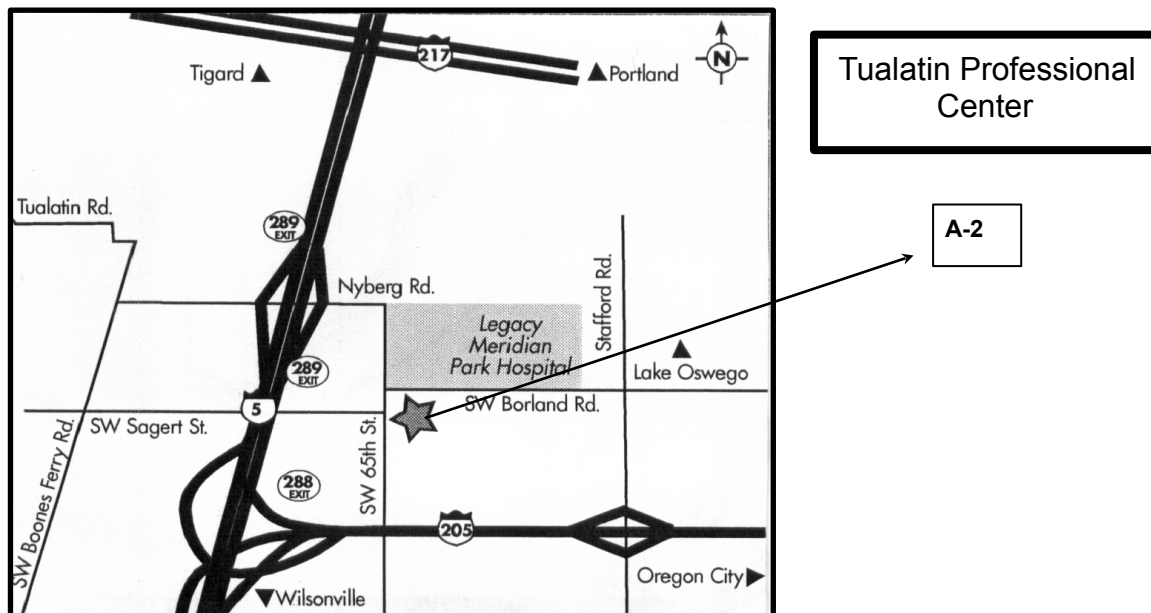 217
Tigard
Portland
N
Tualatin Professional
Center
Tualatin Rd.
289
EXIT
A-2
Nyberg Rd.
Stafford Rd.
Legacy
Meridian
Park Hospital
289
EXIT
Lake Oswego
5
SW Borland Rd.
SW Sagert St.
SW 65th St.
SW Boones Ferry Rd.
288
EXIT
205
Oregon City
Wilsonville